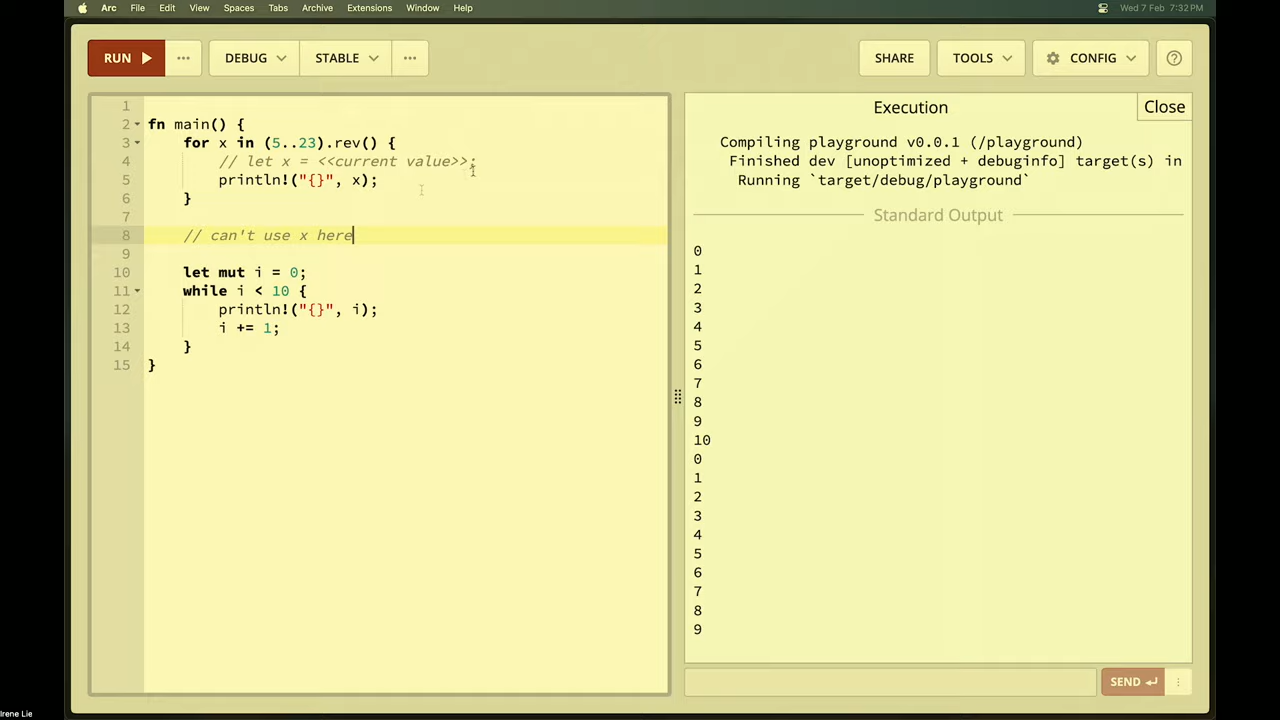 Arc File Edit View Spaces Tabs Archive Extensions Window Help Wed 7 Feb 7:32 PM
RUN ▶ ··· DEBUG STABLE ··· SHARE TOOLS CONFIG ?
1
2 fn main() {
3     for x in (5..23).rev() {
4         // let x = <<current value>>;
5         println!("{}", x);
6     }
7
8     // can't use x here
9
10     let mut i = 0;
11     while i < 10 {
12         println!("{}", i);
13         i += 1;
14     }
15 }
Execution Close
Compiling playground v0.0.1 (/playground)
Finished dev [unoptimized + debuginfo] target(s) in
Running `target/debug/playground`
Standard Output
0
1
2
3
4
5
6
7
8
9
10
0
1
2
3
4
5
6
7
8
9
SEND
Irene Lie